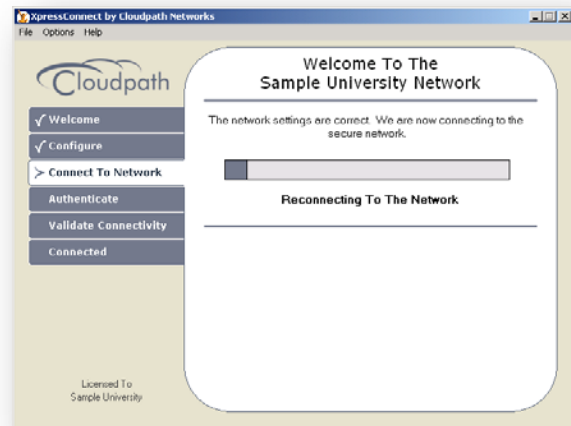 XpressConnect by Cloudpath Networks
File Options Help
Cloudpath
Welcome
Configure
Connect To Network
Authenticate
Validate Connectivity
Connected
Licensed To
Sample University
Welcome To The
Sample University Network
The network settings are correct. We are now connecting to the
secure network.
Reconnecting To The Network